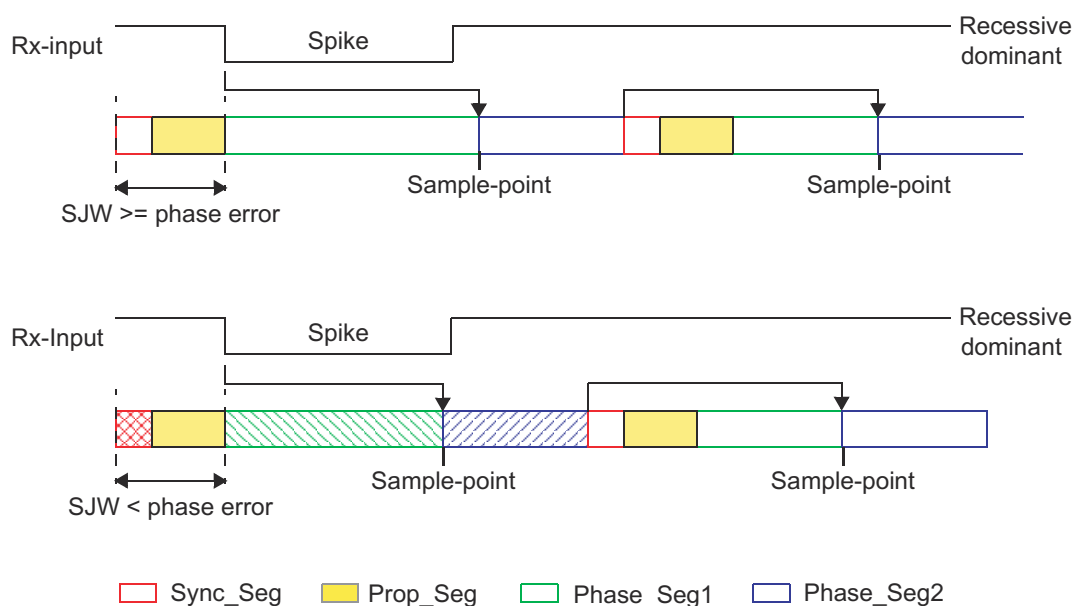 Rx-input
Spike
Recessive
dominant
Sample-point
Sample-point
SJW >= phase error
Rx-Input
Spike
Recessive
dominant
Sample-point
Sample-point
SJW < phase error
Sync_Seg
Prop_Seg
Phase_Seg1
Phase_Seg2